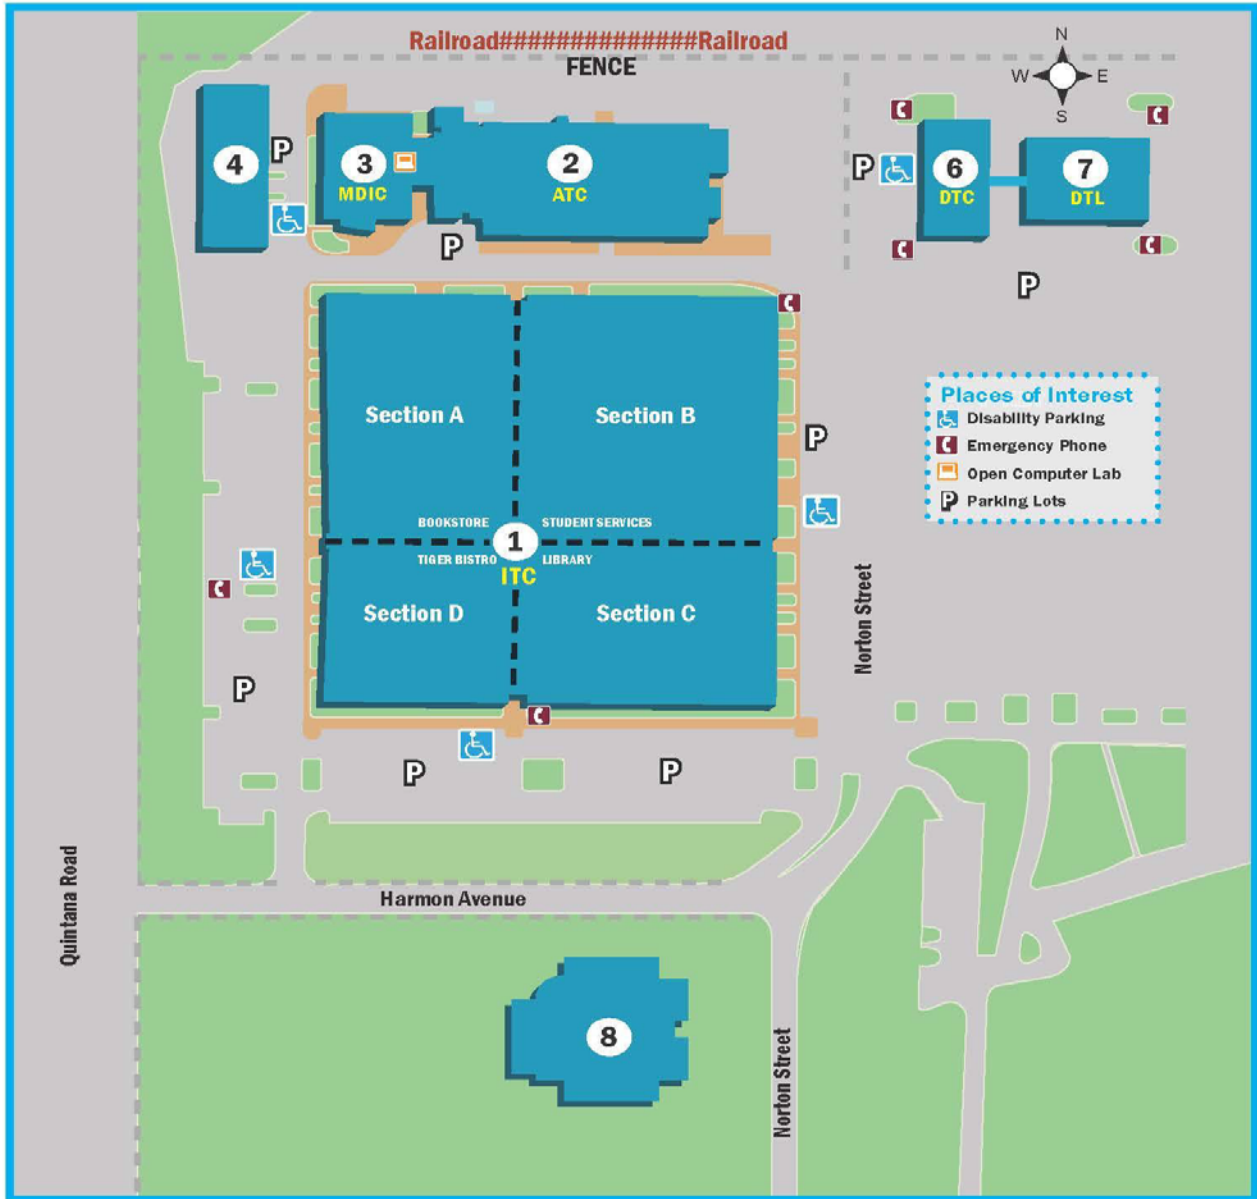 Railroad##############Railroad
FENCE
N
W E
S
4
P
3
MDIC
2
ATC
P
P
6
DTC
7
DTL
P
Section A
Section B
P
Places of Interest
Disability Parking
Emergency Phone
Open Computer Lab
P Parking Lots
BOOKSTORE
STUDENT SERVICES
1
TIGER BISTRO
LIBRARY
ITC
Section D
Section C
Norton Street
P
P
P
Quintana Road
Harmon Avenue
8
Norton Street